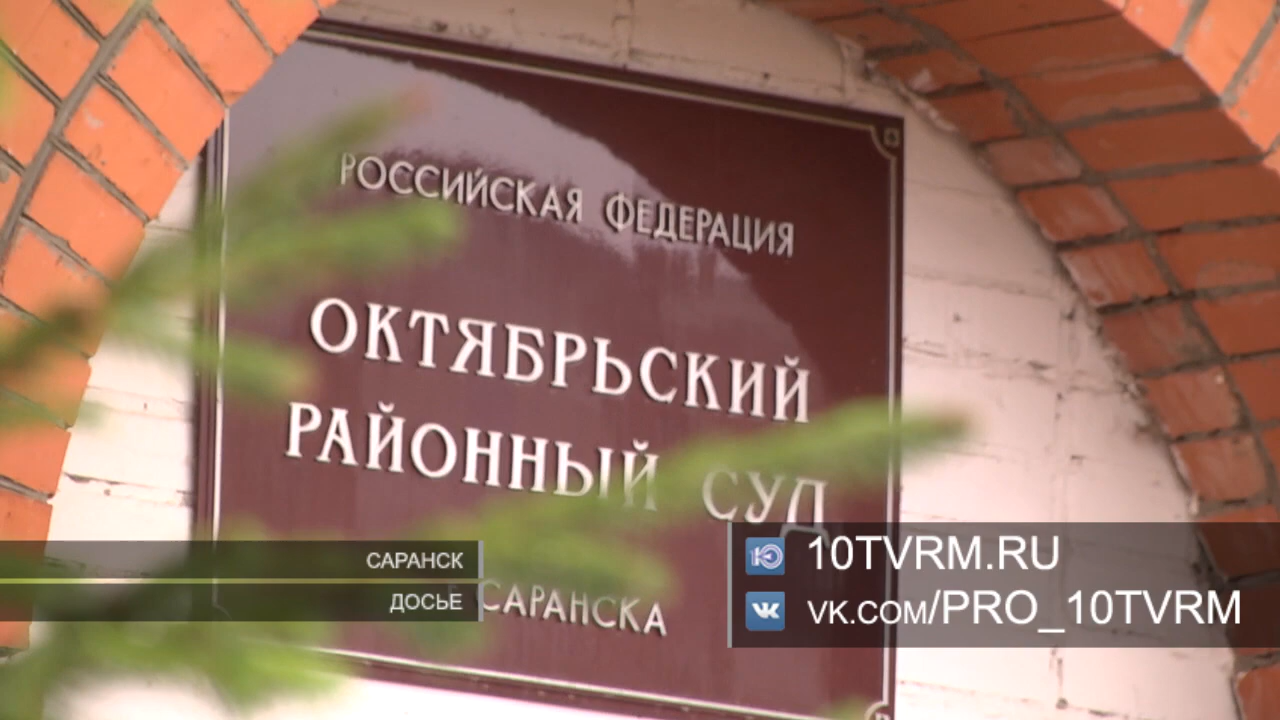 РОССИЙСКАЯ ФЕДЕРАЦИЯ
ОКТЯБРЬСКИЙ
РАЙОННЫЙ СУД
САРАНСКА
САРАНСК
ДОСЬЕ
10TVRM.RU
VK.COM/PRO_10TVRM